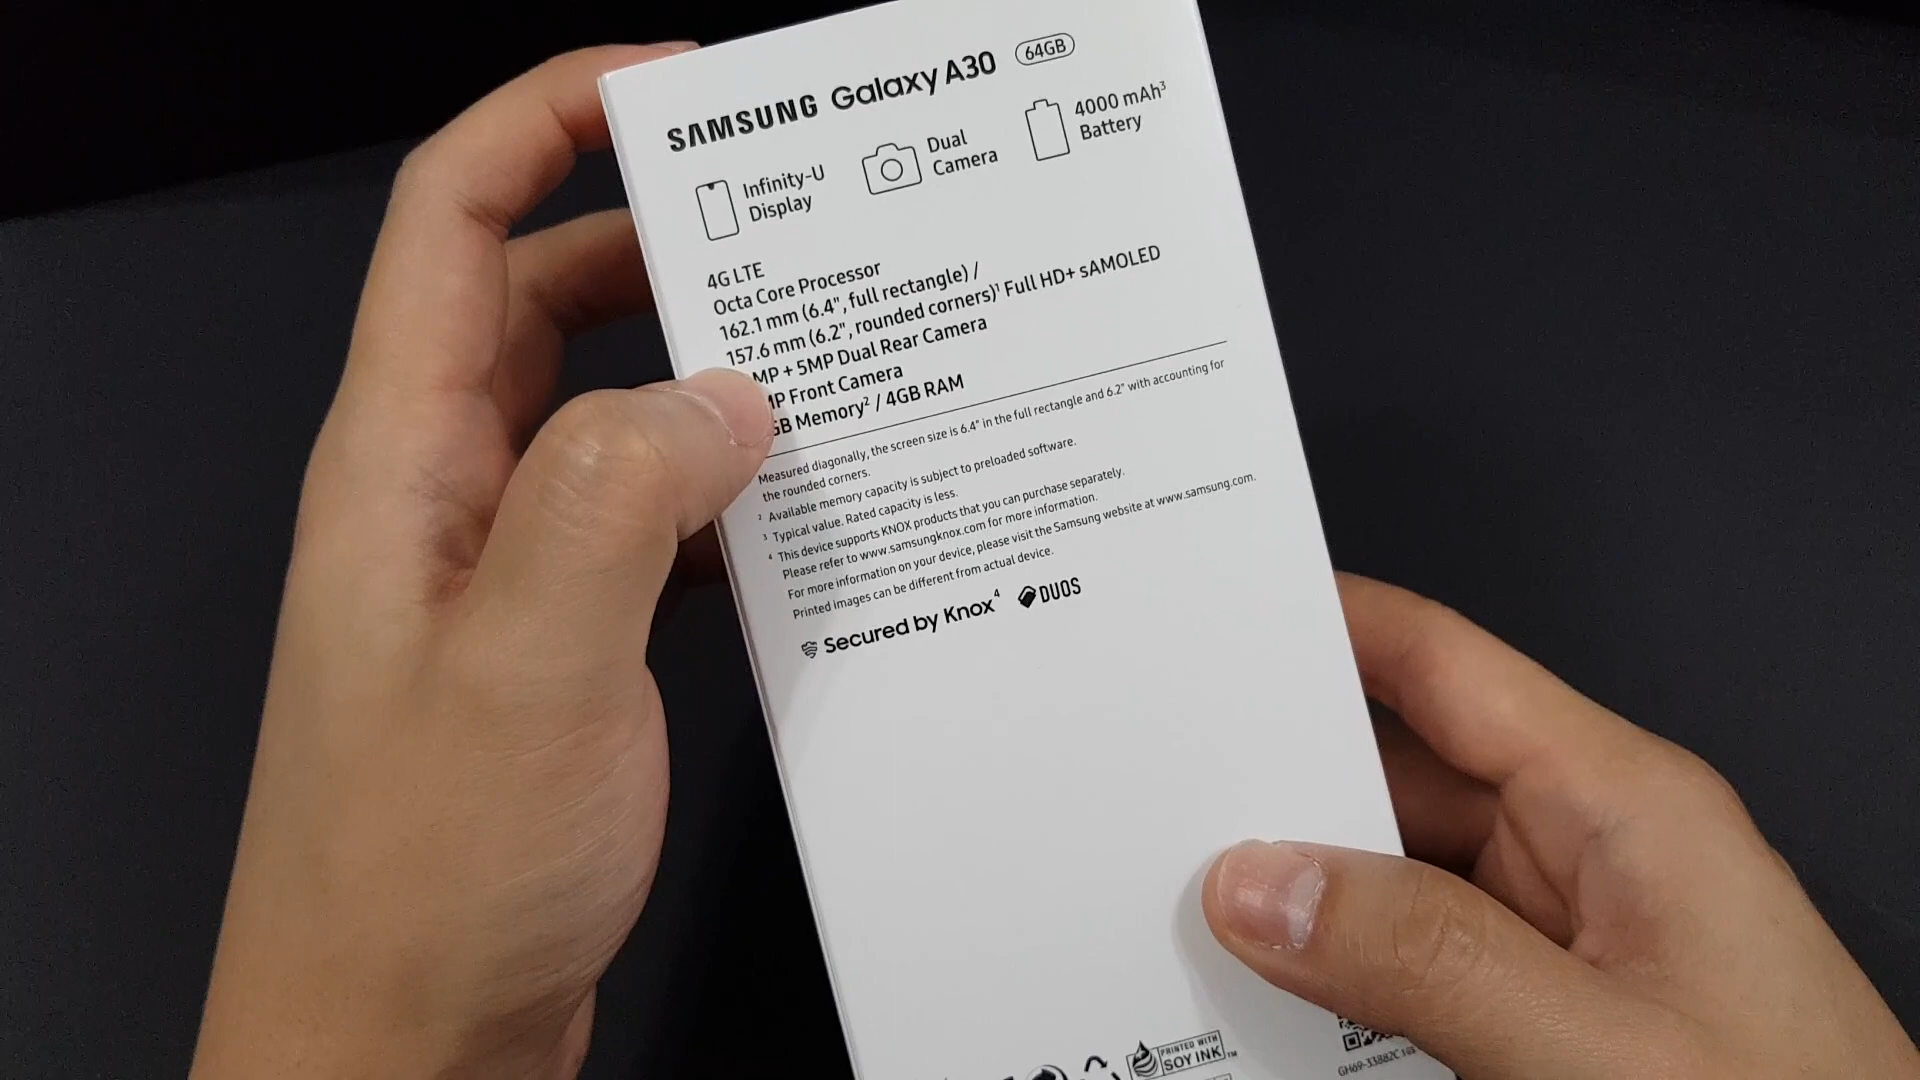 SAMSUNG Galaxy A30 64GB
Infinity-U
Display
Dual
Camera
4000 mAh³
Battery
4G LTE
Octa Core Processor
162.1 mm (6.4", full rectangle) /
157.6 mm (6.2", rounded corners)¹ Full HD+ sAMOLED
MP + 5MP Dual Rear Camera
MP Front Camera
GB Memory² / 4GB RAM
Measured diagonally, the screen size is 6.4" in the full rectangle and 6.2" with accounting for
the rounded corners.
² Available memory capacity is subject to preloaded software.
³ Typical value. Rated capacity is less.
⁴ This device supports KNOX products that you can purchase separately.
Please refer to www.samsungknox.com for more information.
For more information on your device, please visit the Samsung website at www.samsung.com.
Printed images can be different from actual device.
Secured by Knox⁴ DUOS
PRINTED WITH
SOY INK™
GH69-33882C